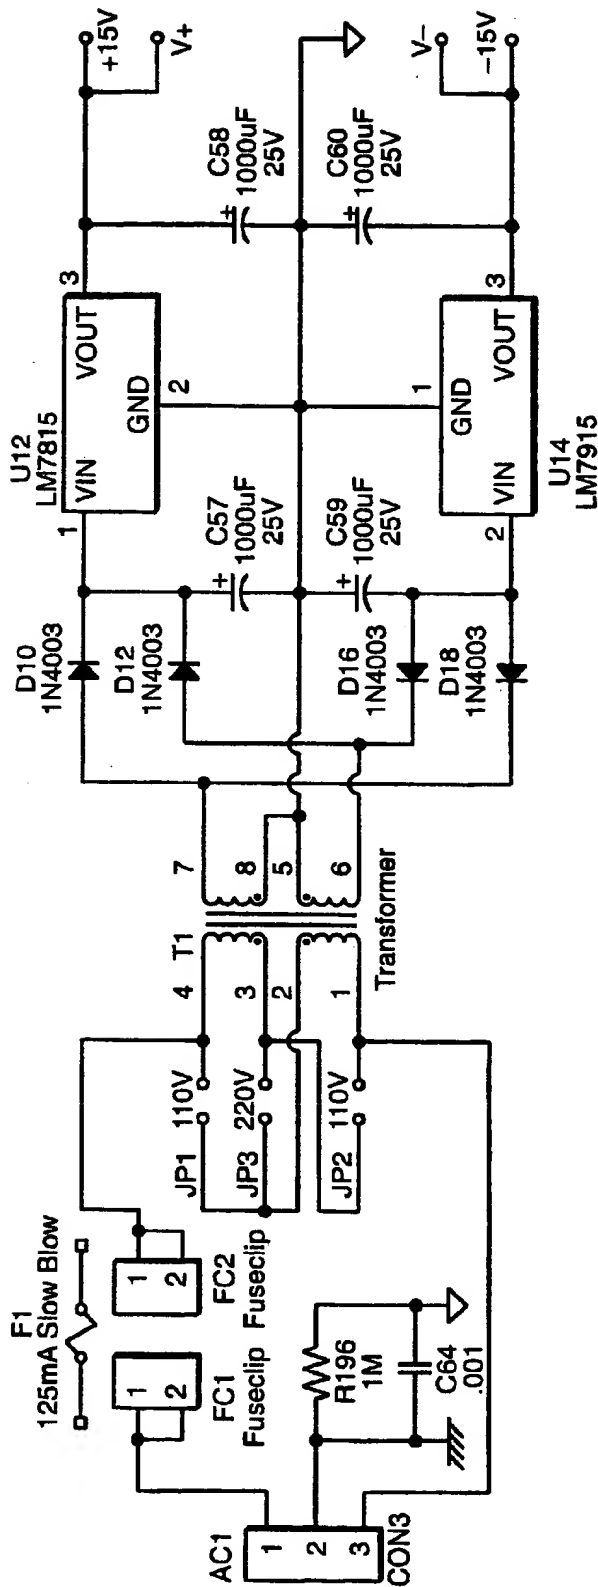 AC1
1
2
3
CON3
F1
125mA Slow Blow
1
2
FC1
Fuseclip
1
2
FC2
Fuseclip
R196
1M
C64
.001
JP1
110V
JP3
220V
JP2
110V
4
3
2
1
T1
7
8
5
6
Transformer
D10
1N4003
D12
1N4003
D16
1N4003
D18
1N4003
C57
1000uF
25V
C59
1000uF
25V
U12
LM7815
1
VIN
VOUT
3
GND
2
1
GND
2
VIN
VOUT
3
U14
LM7915
C58
1000uF
25V
C60
1000uF
25V
+15V
V+
V−
−15V
+
+
+
+